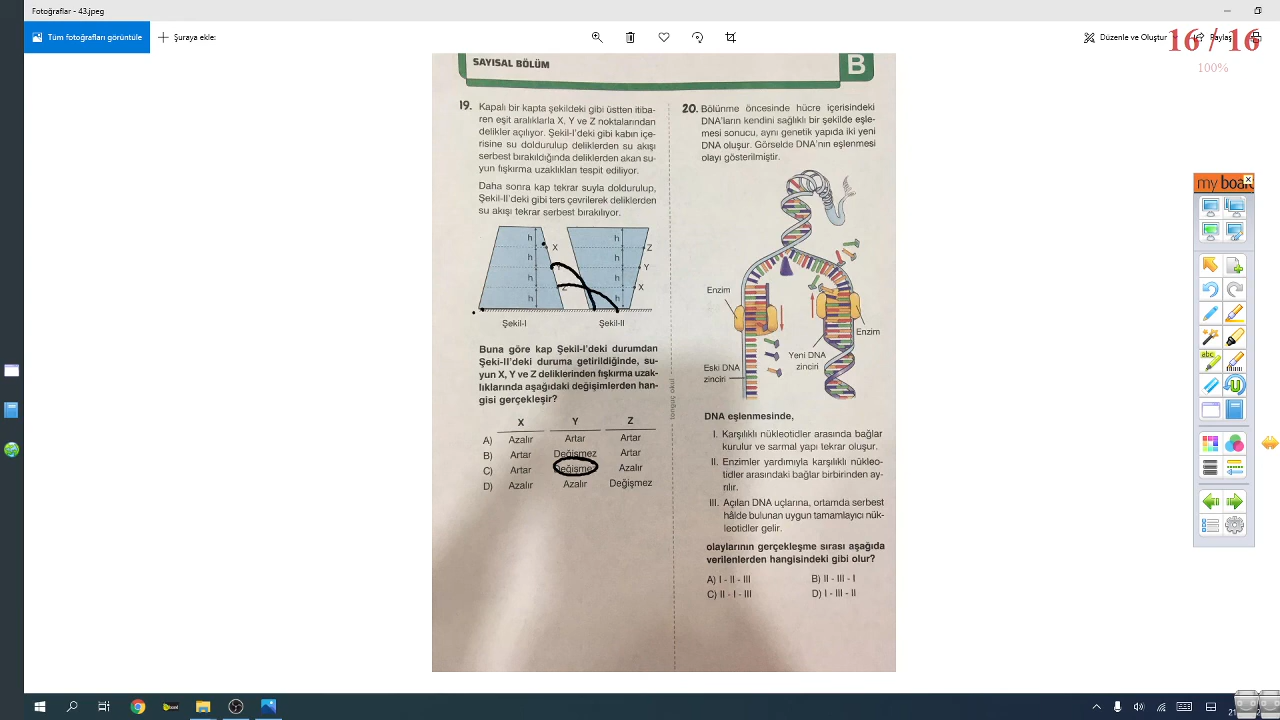 Fotoğraflar - 43.jpeg
Tüm fotoğrafları görüntüle
Şuraya ekle:
Düzenle ve Oluştur
Paylaş
16 / 16
100%
SAYISAL BÖLÜM
B
19. Kapalı bir kapta şekildeki gibi üstten itiba-
ren eşit aralıklarla X, Y ve Z noktalarından
delikler açılıyor. Şekil-I'deki gibi kabın içe-
risine su doldurulup deliklerden su akışı
serbest bırakıldığında deliklerden akan su-
yun fışkırma uzaklıkları tespit ediliyor.
Daha sonra kap tekrar suyla doldurulup,
Şekil-II'deki gibi ters çevrilerek deliklerden
su akışı tekrar serbest bırakılıyor.
h
X
h
h
Z
h
h
Z
h
Y
h
X
h
Şekil-I
Şekil-II
Buna göre kap Şekil-I'deki durumdan
Şeki-II'deki duruma getirildiğinde, su-
yun X, Y ve Z deliklerinden fışkırma uzak-
lıklarında aşağıdaki değişimlerden han-
gisi gerçekleşir?
X Y Z
A) Azalır Artar Artar
B) Artar Değişmez Artar
C) Artar Değişmez Azalır
D) Azalır Azalır Değişmez
tonguç okul
20. Bölünme öncesinde hücre içerisindeki
DNA'ların kendini sağlıklı bir şekilde eşle-
mesi sonucu, aynı genetik yapıda iki yeni
DNA oluşur. Görselde DNA'nın eşlenmesi
olayı gösterilmiştir.
Enzim
Enzim
Yeni DNA
zinciri
Eski DNA
zinciri
DNA eşlenmesinde,
I. Karşılıklı nükleotidler arasında bağlar
kurulur ve sarmal yapı tekrar oluşur.
II. Enzimler yardımıyla karşılıklı nükleo-
tidler arasındaki bağlar birbirinden ay-
rılır.
III. Açılan DNA uçlarına, ortamda serbest
hâlde bulunan uygun tamamlayıcı nük-
leotidler gelir.
olaylarının gerçekleşme sırası aşağıda
verilenlerden hangisindeki gibi olur?
A) I - II - III
B) II - III - I
C) II - I - III
D) I - III - II
my board
abc